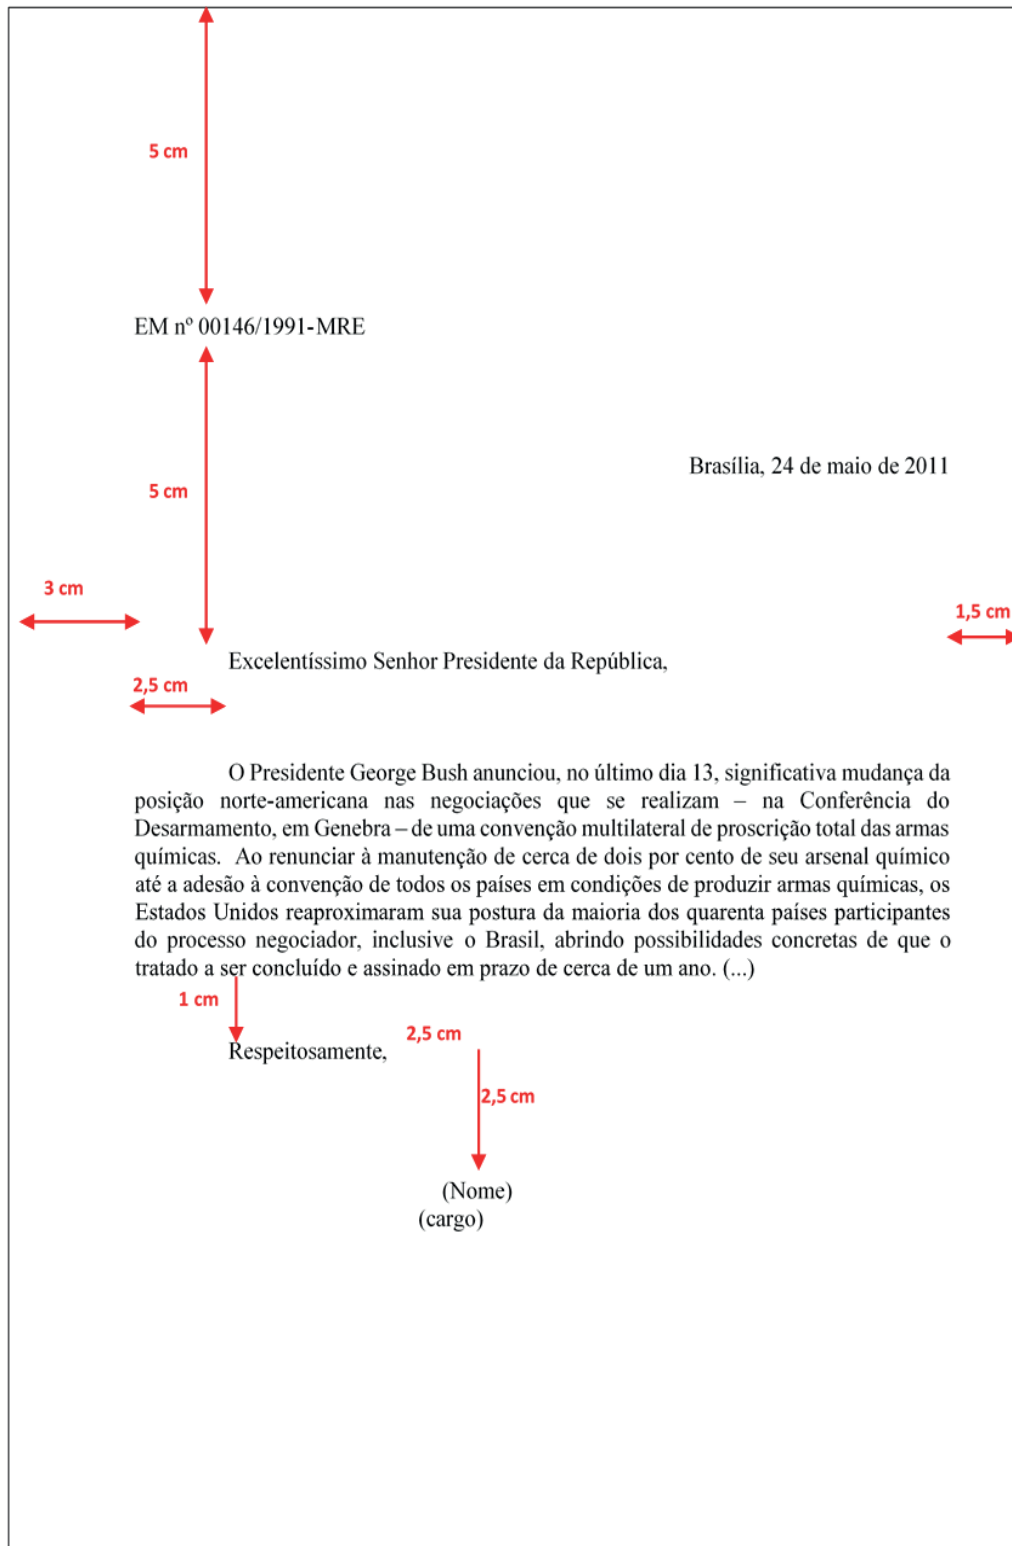 5 cm
EM nº 00146/1991-MRE
Brasília, 24 de maio de 2011
5 cm
3 cm
1,5 cm
Excelentíssimo Senhor Presidente da República,
2,5 cm
O Presidente George Bush anunciou, no último dia 13, significativa mudança da
posição norte-americana nas negociações que se realizam – na Conferência do
Desarmamento, em Genebra – de uma convenção multilateral de proscrição total das armas
químicas. Ao renunciar à manutenção de cerca de dois por cento de seu arsenal químico
até a adesão à convenção de todos os países em condições de produzir armas químicas, os
Estados Unidos reaproximaram sua postura da maioria dos quarenta países participantes
do processo negociador, inclusive o Brasil, abrindo possibilidades concretas de que o
tratado a ser concluído e assinado em prazo de cerca de um ano. (...)
1 cm
2,5 cm
Respeitosamente,
2,5 cm
(Nome)
(cargo)